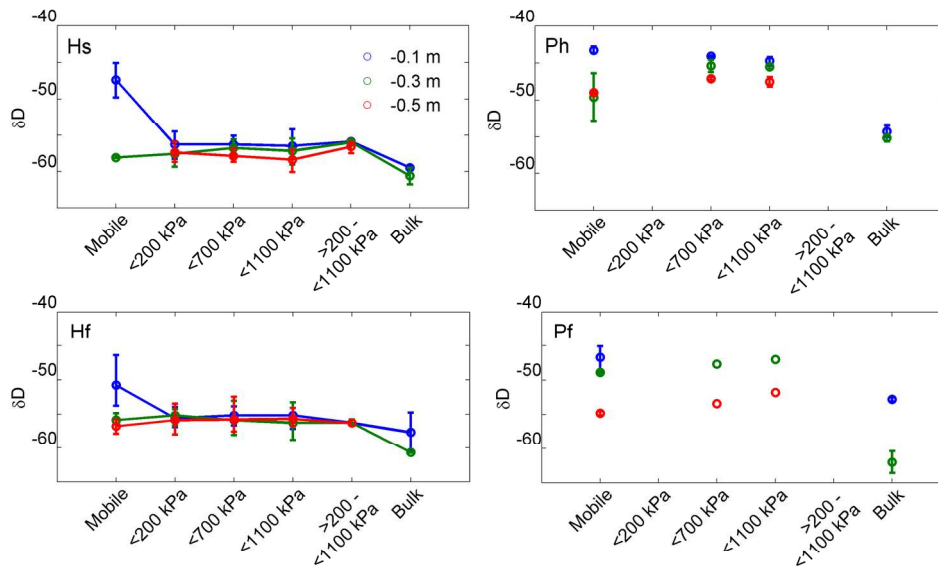 Hs
-0.1 m
-0.3 m
-0.5 m
δD
-40
-50
-60
Mobile
<200 kPa
<700 kPa
<1100 kPa
>200 -
<1100 kPa
Bulk
Ph
δD
-40
-50
-60
Mobile
<200 kPa
<700 kPa
<1100 kPa
>200 -
<1100 kPa
Bulk
Hf
δD
-40
-50
-60
Mobile
<200 kPa
<700 kPa
<1100 kPa
>200 -
<1100 kPa
Bulk
Pf
δD
-40
-50
-60
Mobile
<200 kPa
<700 kPa
<1100 kPa
>200 -
<1100 kPa
Bulk